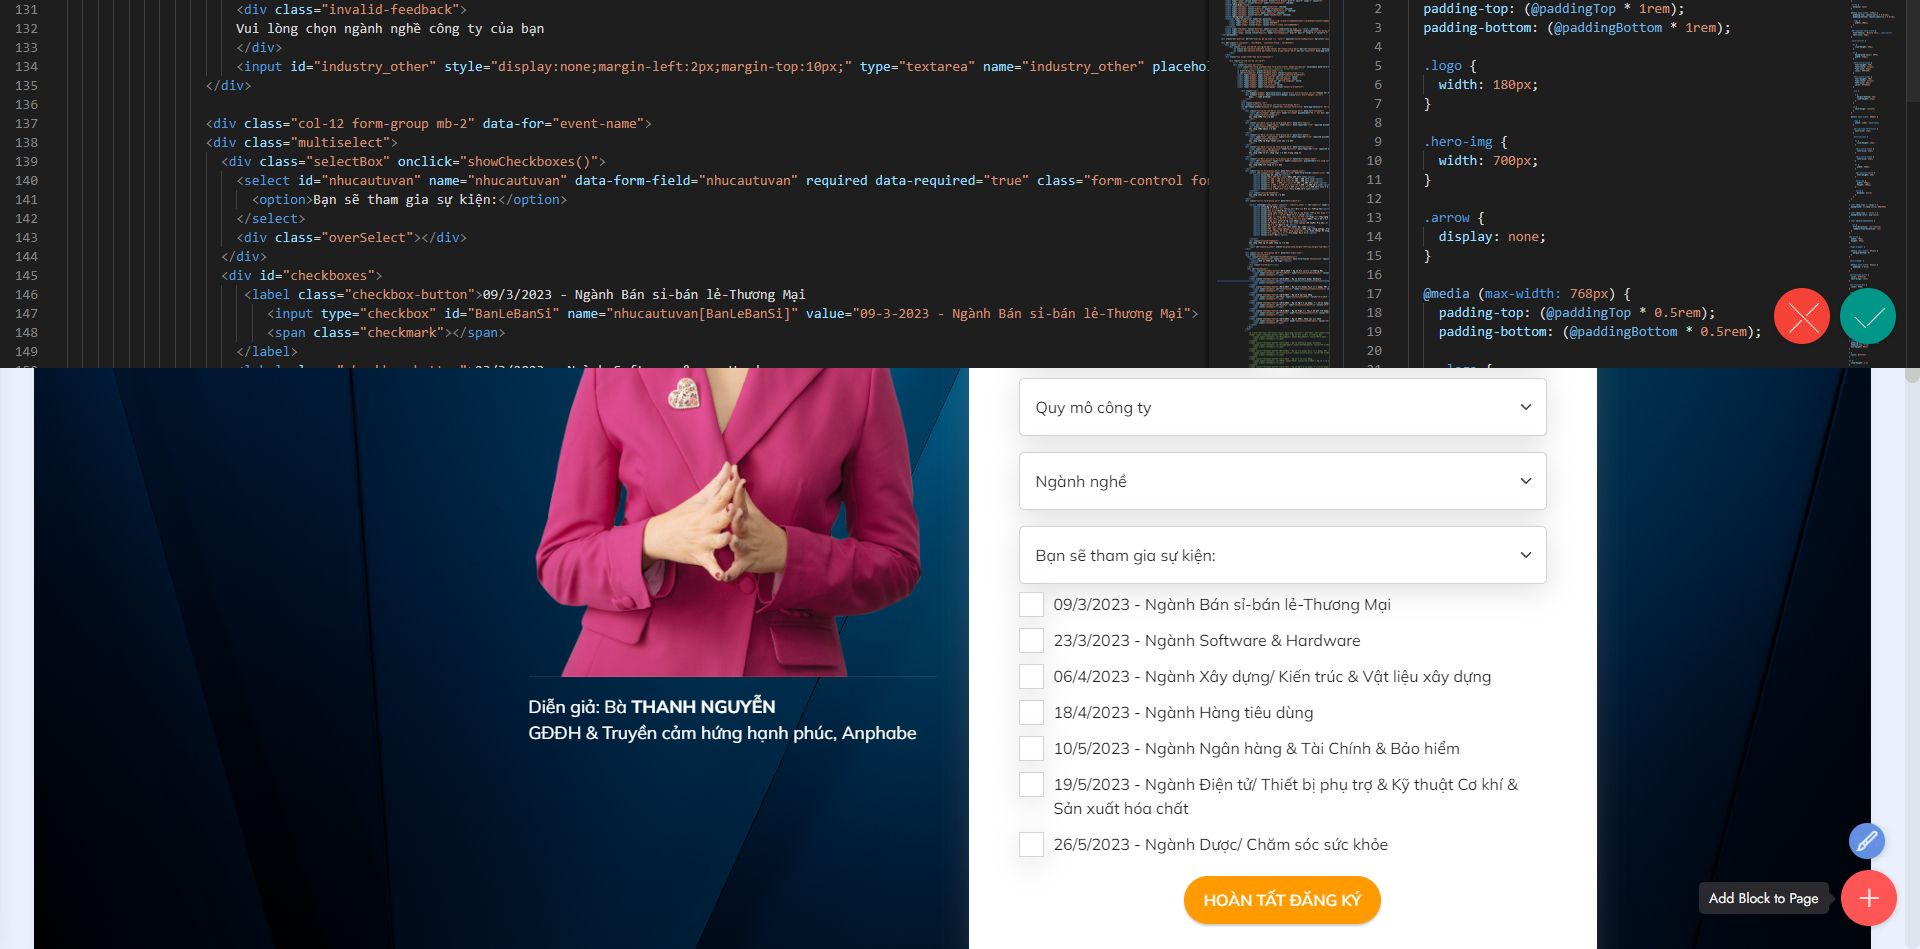 131 <div class="invalid-feedback">
132 Vui lòng chọn ngành nghề công ty của bạn
133 </div>
134 <input id="industry_other" style="display:none;margin-left:2px;margin-top:10px;" type="textarea" name="industry_other" placehol
135 </div>
136
137 <div class="col-12 form-group mb-2" data-for="event-name">
138 <div class="multiselect">
139 <div class="selectBox" onclick="showCheckboxes()">
140 <select id="nhucautuvan" name="nhucautuvan" data-form-field="nhucautuvan" required data-required="true" class="form-control for
141 <option>Bạn sẽ tham gia sự kiện:</option>
142 </select>
143 <div class="overSelect"></div>
144 </div>
145 <div id="checkboxes">
146 <label class="checkbox-button">09/3/2023 - Ngành Bán sỉ-bán lẻ-Thương Mại
147 <input type="checkbox" id="BanLeBanSi" name="nhucautuvan[BanLeBanSi]" value="09-3-2023 - Ngành Bán sỉ-bán lẻ-Thương Mại">
148 <span class="checkmark"></span>
149 </label>
2 padding-top: (@paddingTop * 1rem);
3 padding-bottom: (@paddingBottom * 1rem);
4
5 .logo {
6 width: 180px;
7 }
8
9 .hero-img {
10 width: 700px;
11 }
12
13 .arrow {
14 display: none;
15 }
16
17 @media (max-width: 768px) {
18 padding-top: (@paddingTop * 0.5rem);
19 padding-bottom: (@paddingBottom * 0.5rem);
20
Diễn giả: Bà THANH NGUYỄN
GĐĐH & Truyền cảm hứng hạnh phúc, Anphabe
Quy mô công ty
Ngành nghề
Bạn sẽ tham gia sự kiện:
09/3/2023 - Ngành Bán sỉ-bán lẻ-Thương Mại
23/3/2023 - Ngành Software & Hardware
06/4/2023 - Ngành Xây dựng/ Kiến trúc & Vật liệu xây dựng
18/4/2023 - Ngành Hàng tiêu dùng
10/5/2023 - Ngành Ngân hàng & Tài Chính & Bảo hiểm
19/5/2023 - Ngành Điện tử/ Thiết bị phụ trợ & Kỹ thuật Cơ khí &
Sản xuất hóa chất
26/5/2023 - Ngành Dược/ Chăm sóc sức khỏe
HOÀN TẤT ĐĂNG KÝ
Add Block to Page